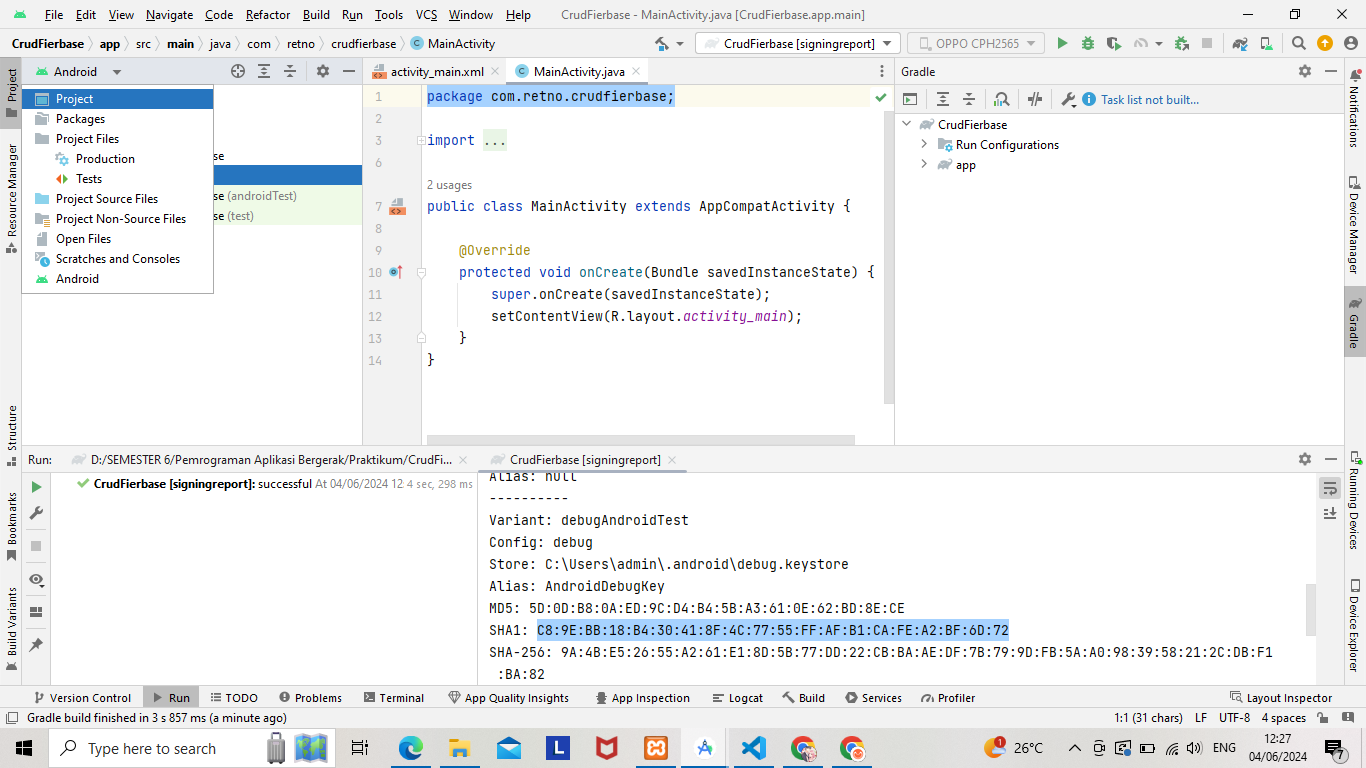 File Edit View Navigate Code Refactor Build Run Tools VCS Window Help CrudFierbase - MainActivity.java [CrudFierbase.app.main]
CrudFierbase app src main java com retno crudfierbase MainActivity CrudFierbase [signingreport] OPPO CPH2565
Project
Resource Manager
Structure
Bookmarks
Build Variants
Android
Project
Packages
Project Files
Production
Tests
Project Source Files
Project Non-Source Files
Open Files
Scratches and Consoles
Android
se
se (androidTest)
se (test)
activity_main.xml MainActivity.java
1 package com.retno.crudfierbase;
2
3 import ...
6
2 usages
7 public class MainActivity extends AppCompatActivity {
8
9 @Override
10 protected void onCreate(Bundle savedInstanceState) {
11 super.onCreate(savedInstanceState);
12 setContentView(R.layout.activity_main);
13 }
14 }
Gradle
Task list not built...
CrudFierbase
Run Configurations
app
Notifications
Device Manager
Gradle
Running Devices
Device Explorer
Run: D:/SEMESTER 6/Pemrograman Aplikasi Bergerak/Praktikum/CrudFi... CrudFierbase [signingreport]
CrudFierbase [signingreport]: successful At 04/06/2024 12 4 sec, 298 ms
Alias: null
----------
Variant: debugAndroidTest
Config: debug
Store: C:\Users\admin\.android\debug.keystore
Alias: AndroidDebugKey
MD5: 5D:0D:B8:0A:ED:9C:D4:B4:5B:A3:61:0E:62:BD:8E:CE
SHA1: C8:9E:BB:18:B4:30:41:8F:4C:77:55:FF:AF:B1:CA:FE:A2:BF:6D:72
SHA-256: 9A:4B:E5:26:55:A2:61:E1:8D:5B:77:DD:22:CB:BA:AE:DF:7B:79:9D:FB:5A:A0:98:39:58:21:2C:DB:F1
:BA:82
Version Control Run TODO Problems Terminal App Quality Insights App Inspection Logcat Build Services Profiler Layout Inspector
Gradle build finished in 3 s 857 ms (a minute ago) 1:1 (31 chars) LF UTF-8 4 spaces
Type here to search L 1 26°C ENG 12:27
04/06/2024 7